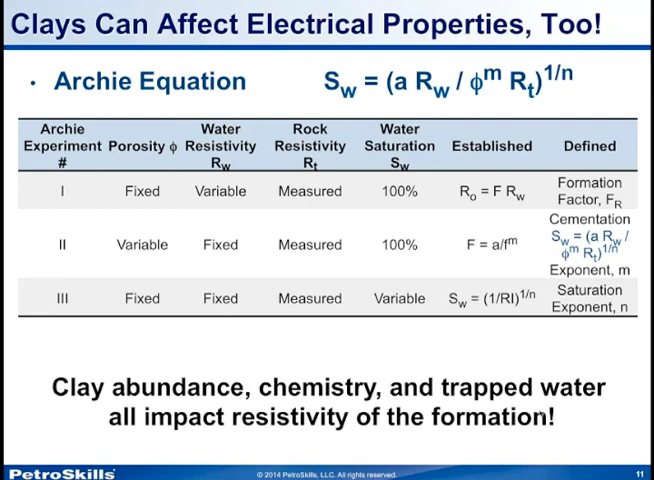 Clays Can Affect Electrical Properties, Too!
• Archie Equation Sw = (a Rw / ϕ^m Rt)^1/n
Archie Experiment # Porosity ϕ Water Resistivity Rw Rock Resistivity Rt Water Saturation Sw Established Defined
I Fixed Variable Measured 100% Ro = F Rw Formation Factor, FR
II Variable Fixed Measured 100% F = a/f^m Cementation Sw = (a Rw / ϕ^m Rt)^1/n Exponent, m
III Fixed Fixed Measured Variable Sw = (1/RI)^1/n Saturation Exponent, n
Clay abundance, chemistry, and trapped water
all impact resistivity of the formation!
PetroSkills © 2014 PetroSkills, LLC. All rights reserved. 11